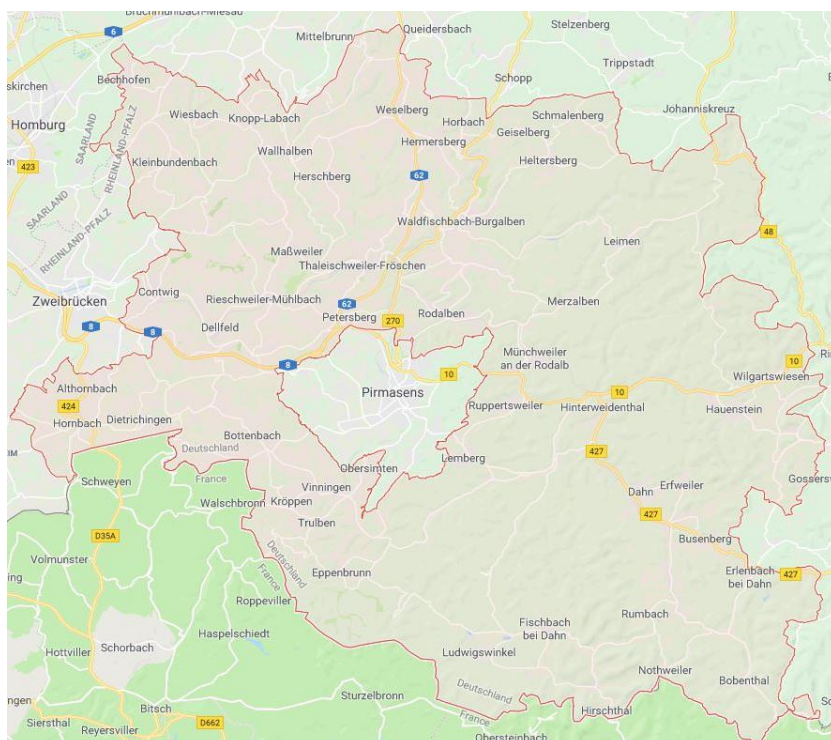 Bruchmühlbach-Miesau
6
Mittelbrunn
Queidersbach
Stelzenberg
Trippstadt
Schopp
Bechhofen
Johanniskreuz
Homburg
Wiesbach
Knopp-Labach
Weselberg
Horbach
Schmalenberg
Geiselberg
SAARLAND
RHEINLAND-PFALZ
Hermersberg
Wallhalben
423
Kleinbundenbach
Herschberg
62
Heltersberg
SAARLAND
RHEINLAND-PFALZ
Waldfischbach-Burgalben
48
Leimen
Maßweiler
Thaleischweiler-Fröschen
Contwig
Zweibrücken
Rieschweiler-Mühlbach
62
Merzalben
Petersberg
270
Rodalben
8
8
Dellfeld
8
Münchweiler
an der Rodalb
10
10
Wilgartswiesen
Althornbach
Pirmasens
10
424
Ruppertsweiler
Hinterweidenthal
Hauenstein
Hornbach
Dietrichingen
Bottenbach
Deutschland
France
427
Obersimten
Lemberg
Schweyen
Vinningen
Walschbronn
Kröppen
Erfweiler
Dahn
427
Trulben
D35A
Busenberg
Volmunster
Deutschland
France
Eppenbrunn
Erlenbach
bei Dahn
427
Roppeviller
Rumbach
Fischbach
bei Dahn
Haspelschiedt
Schorbach
Hottviller
Ludwigswinkel
Nothweiler
Bobenthal
Deutschland
France
Sturzelbronn
Hirschthal
Bitsch
Siersthal
D662
Reyersviller
Obersteinbach